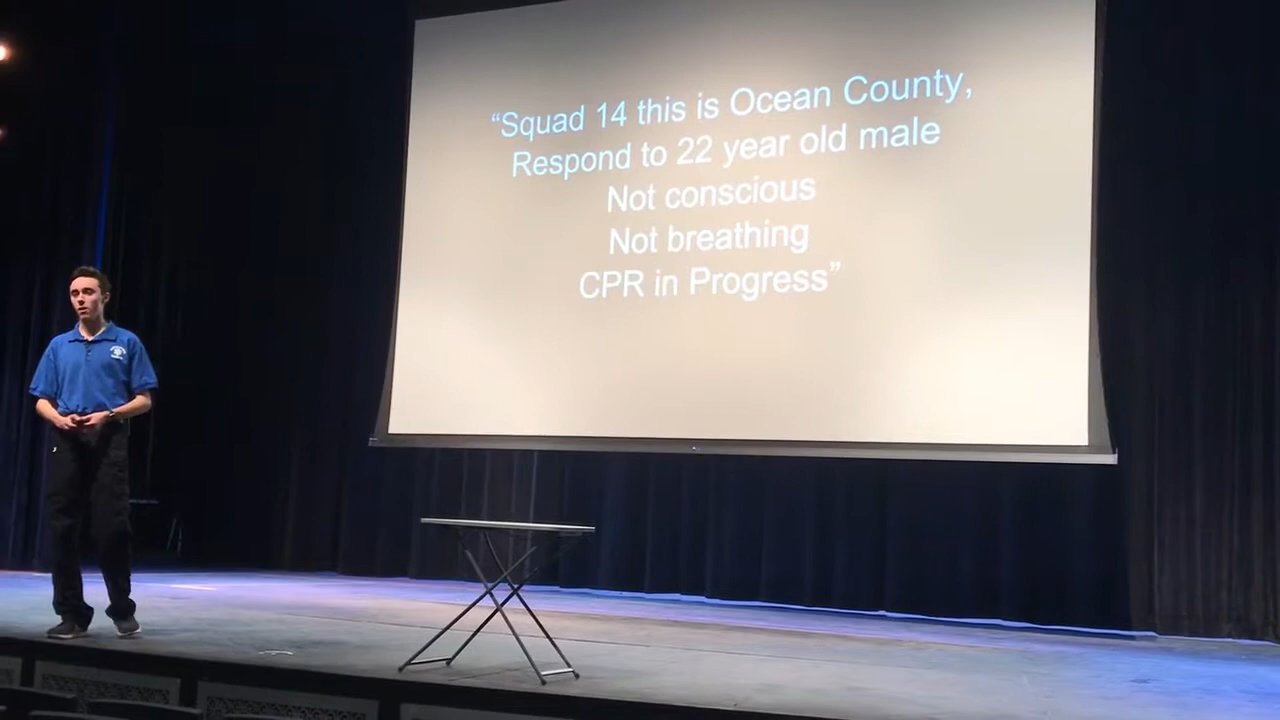 “Squad 14 this is Ocean County,
Respond to 22 year old male
Not conscious
Not breathing
CPR in Progress”